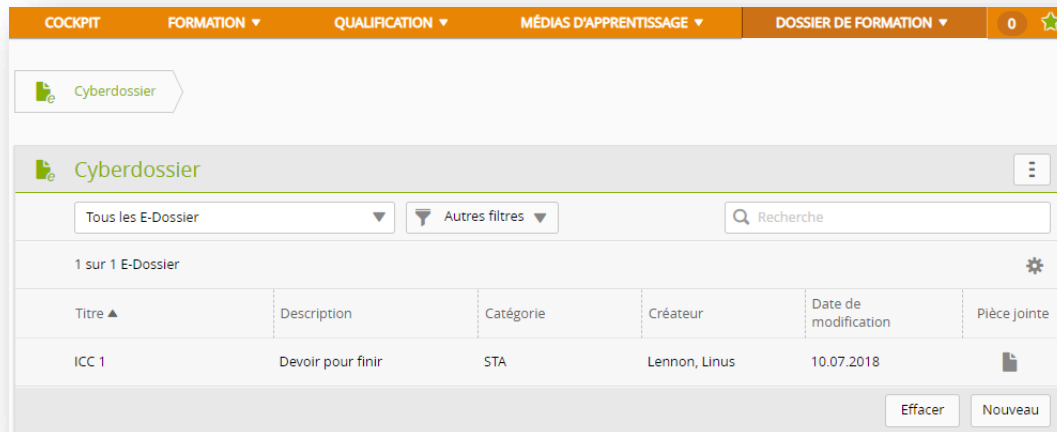 COCKPIT FORMATION ▼ QUALIFICATION ▼ MÉDIAS D'APPRENTISSAGE ▼ DOSSIER DE FORMATION ▼ 0
Cyberdossier
Cyberdossier
Tous les E-Dossier ▼ Autres filtres ▼ Recherche
1 sur 1 E-Dossier
Titre ▲ Description Catégorie Créateur Date de modification Pièce jointe
ICC 1 Devoir pour finir STA Lennon, Linus 10.07.2018
Effacer Nouveau